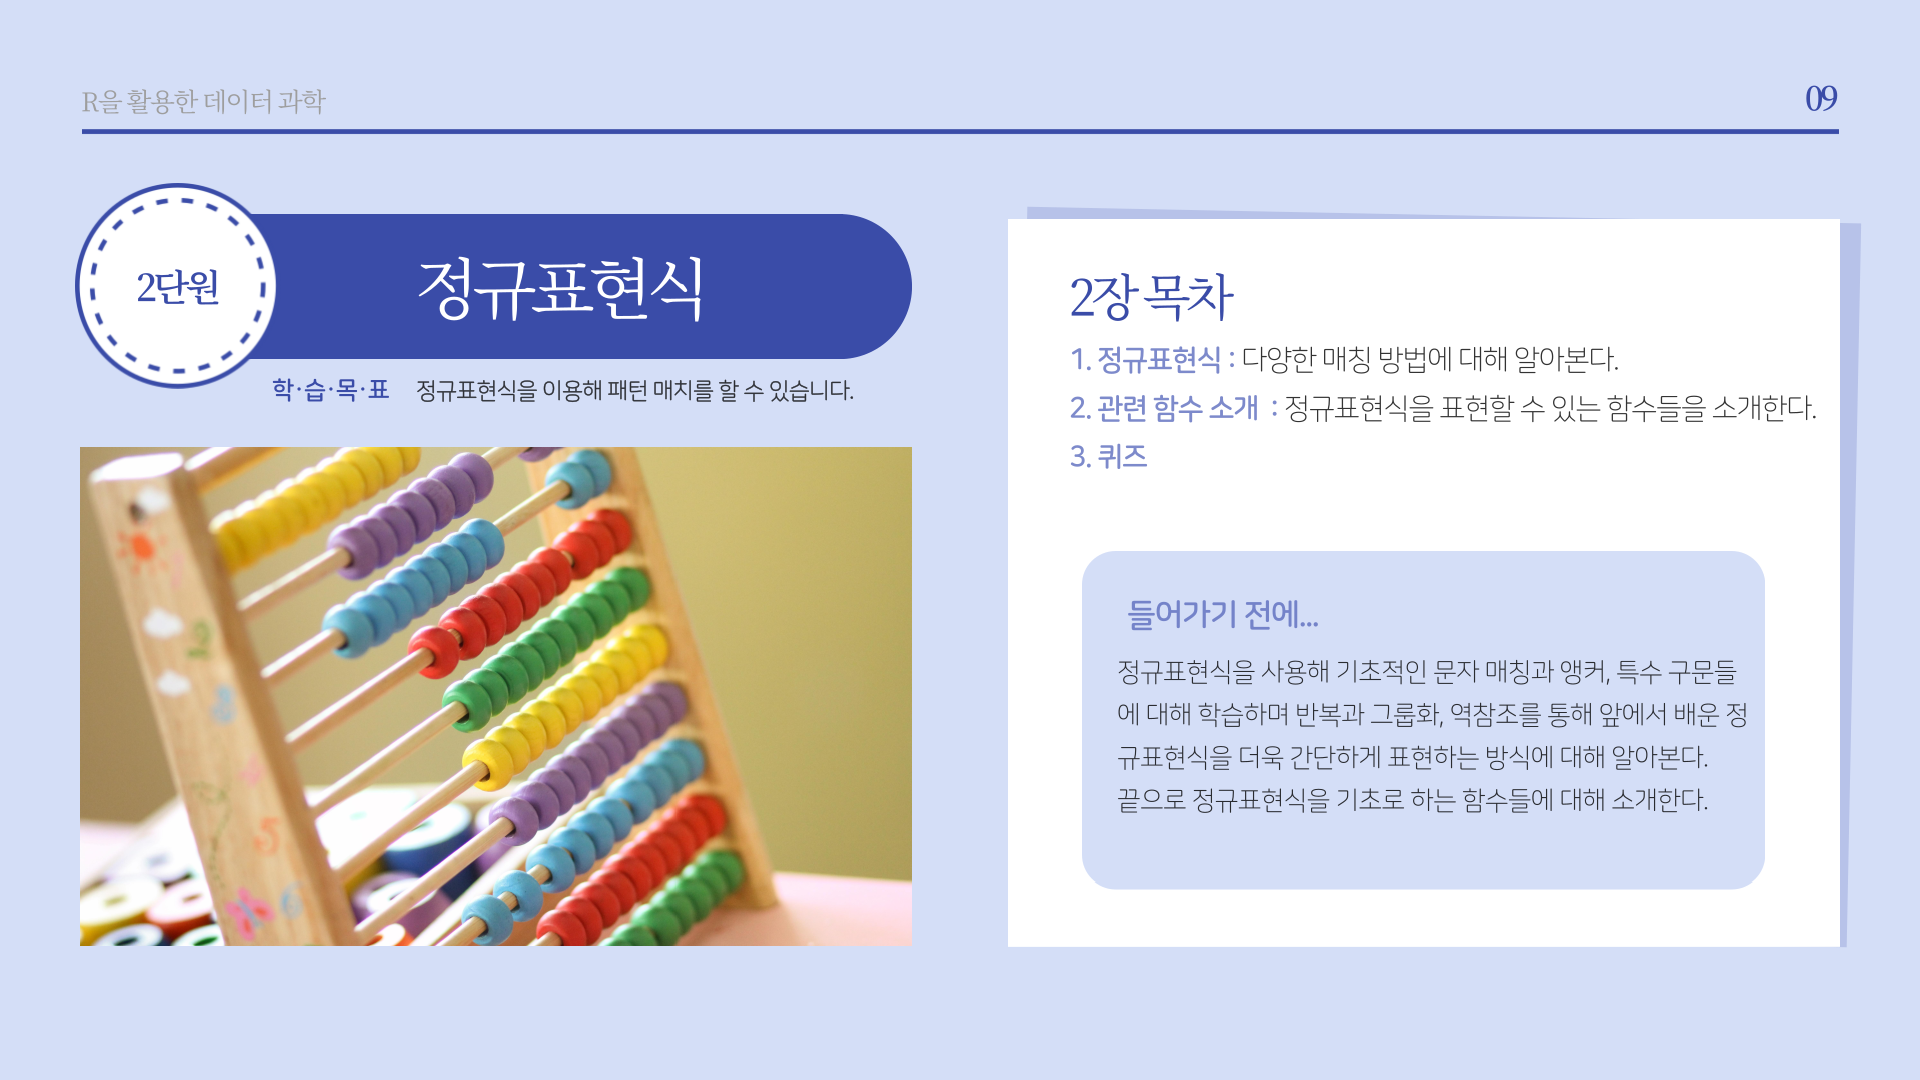 R을 활용한 데이터 과학
09
2단원
정규표현식
학·습·목·표 정규표현식을 이용해 패턴 매치를 할 수 있습니다.
2장 목차
1. 정규표현식 : 다양한 매칭 방법에 대해 알아본다.
2. 관련 함수 소개 : 정규표현식을 표현할 수 있는 함수들을 소개한다.
3. 퀴즈
들어가기 전에...
정규표현식을 사용해 기초적인 문자 매칭과 앵커, 특수 구문들
에 대해 학습하며 반복과 그룹화, 역참조를 통해 앞에서 배운 정
규표현식을 더욱 간단하게 표현하는 방식에 대해 알아본다.
끝으로 정규표현식을 기초로 하는 함수들에 대해 소개한다.
5
6